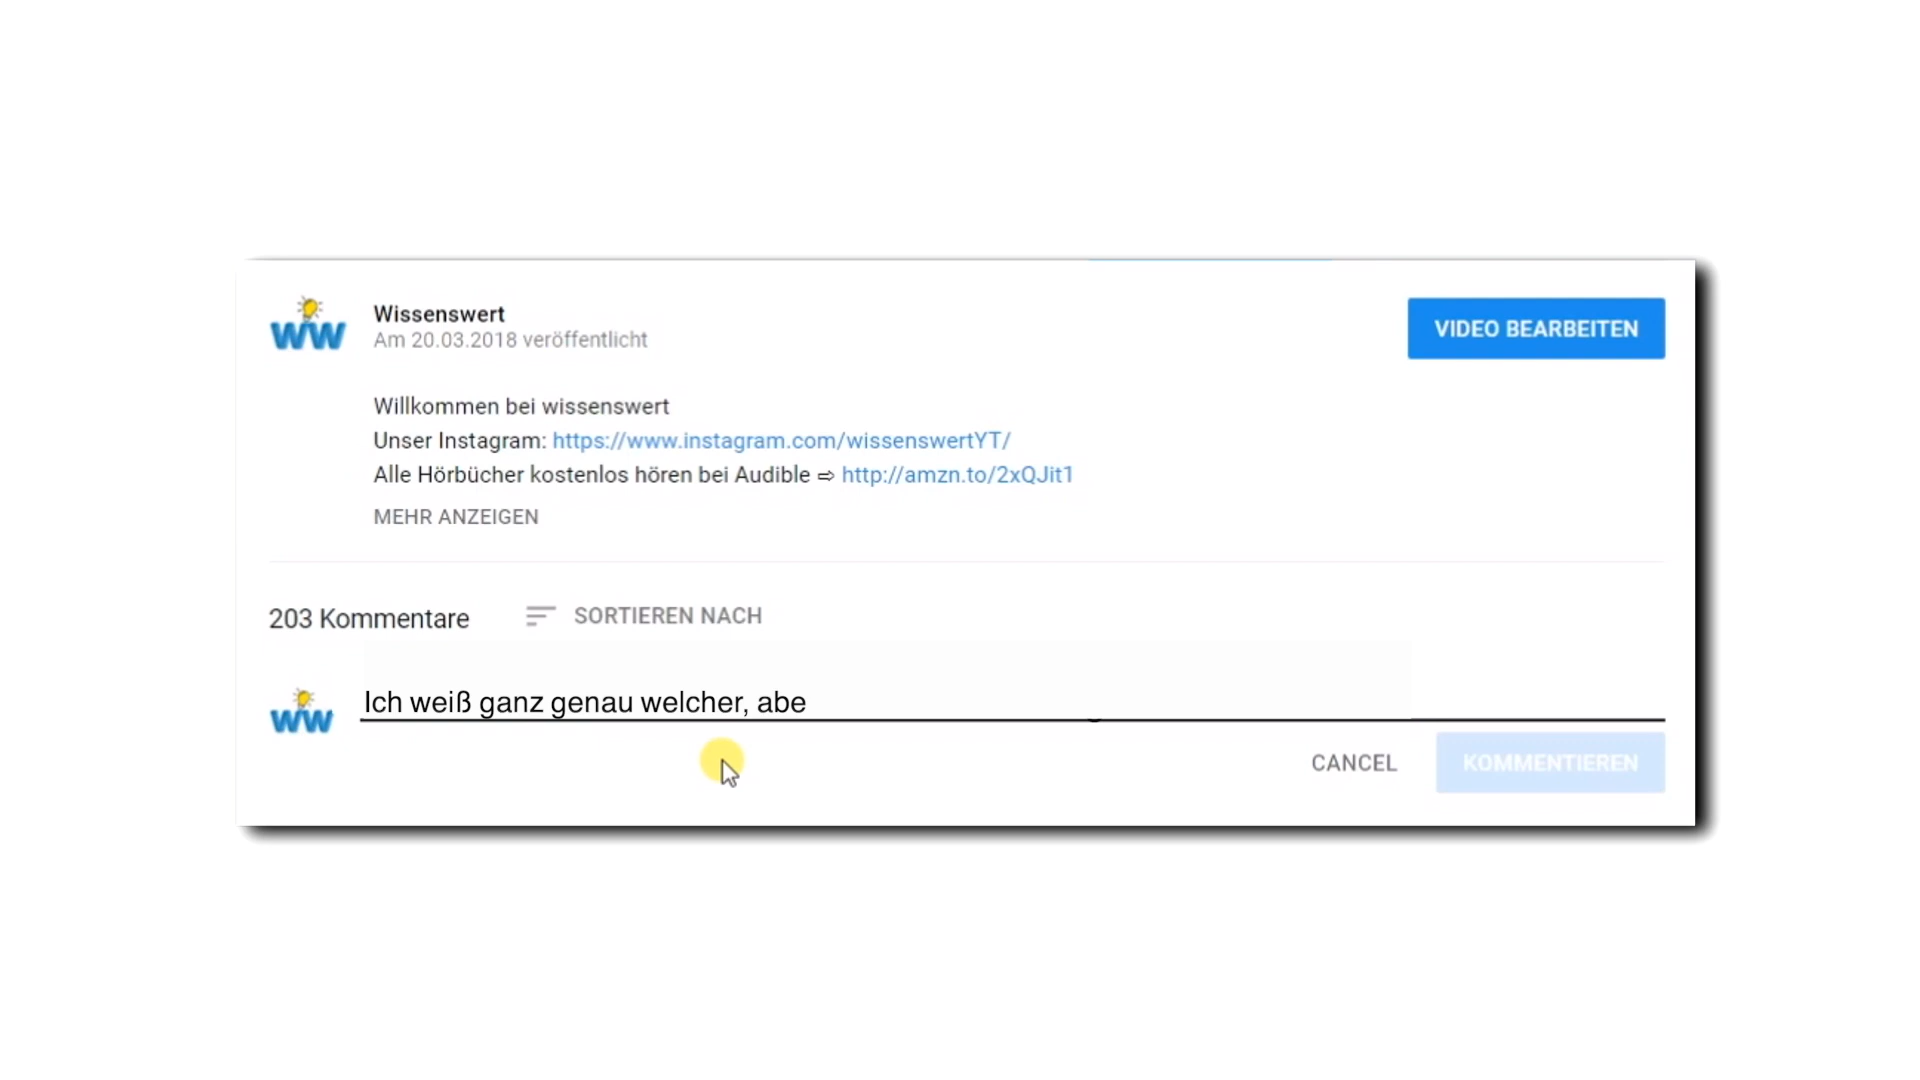 WW
Wissenswert
Am 20.03.2018 veröffentlicht
VIDEO BEARBEITEN
Willkommen bei wissenswert
Unser Instagram: https://www.instagram.com/wissenswertYT/
Alle Hörbücher kostenlos hören bei Audible ⇨ http://amzn.to/2xQJit1
MEHR ANZEIGEN
203 Kommentare
SORTIEREN NACH
WW
Ich weiß ganz genau welcher, abe
CANCEL
KOMMENTIEREN